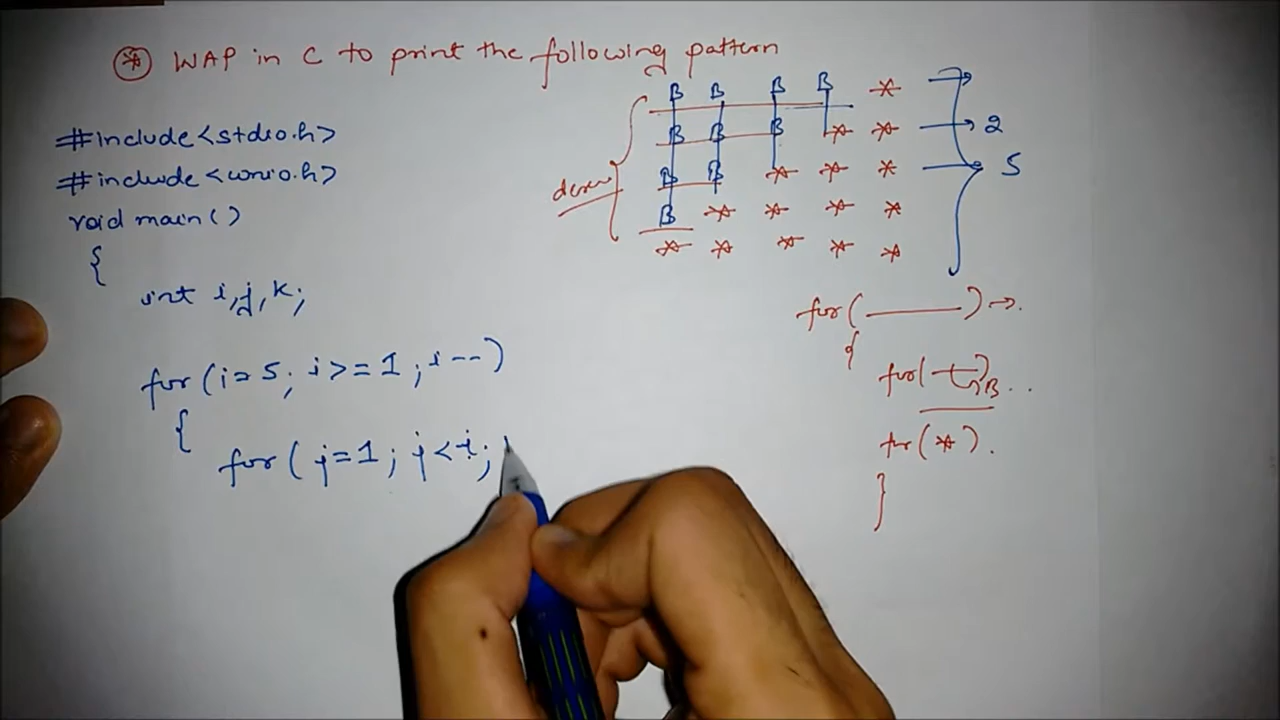 * WAP in C to print the following pattern
#include<stdio.h>
#include<conio.h>
void main()
{
int i,j,k;
for(i=5; i>=1; i--)
{
for( j=1; j<i;
B B B B *
B B B * * 2
B B * * * 5
B * * * *
* * * * *
for( )
{
for( ) B ..
for(*).
}